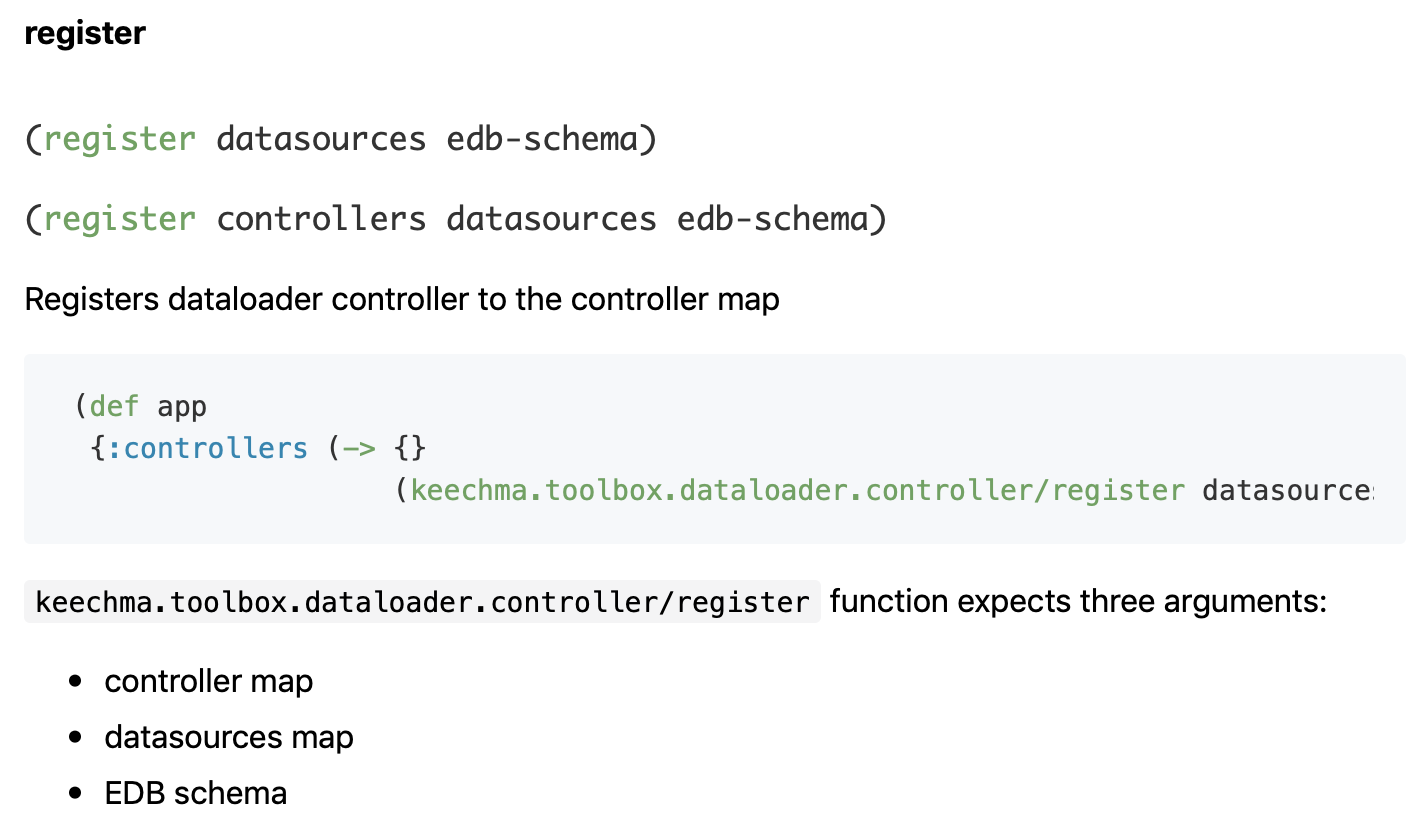 register
(register datasources edb-schema)
(register controllers datasources edb-schema)
Registers dataloader controller to the controller map
(def app
{:controllers (-> {}
(keechma.toolbox.dataloader.controller/register datasources
keechma.toolbox.dataloader.controller/register function expects three arguments:
• controller map
• datasources map
• EDB schema